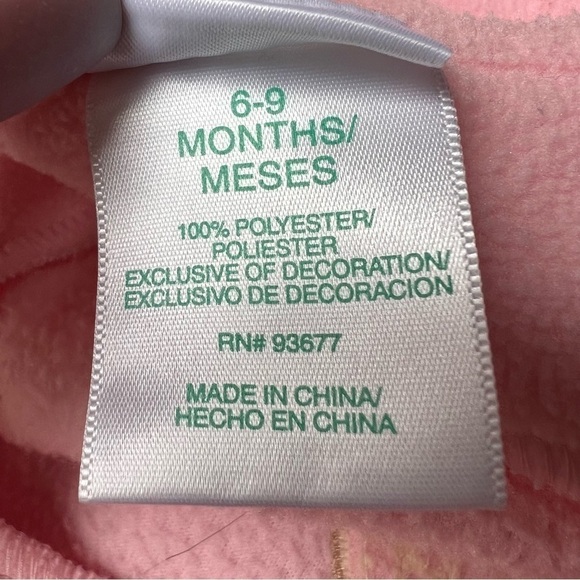 6-9
MONTHS/
MESES
100% POLYESTER/
POLIESTER
EXCLUSIVE OF DECORATION/
EXCLUSIVO DE DECORACION
RN# 93677
MADE IN CHINA/
HECHO EN CHINA